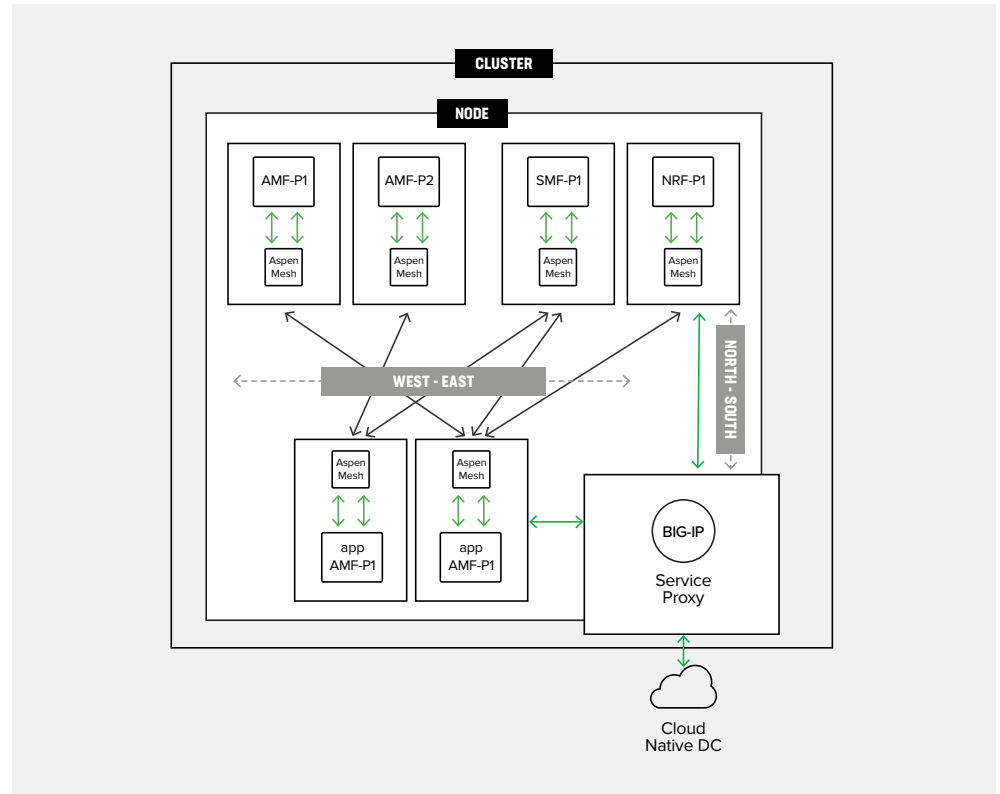 CLUSTER
NODE
AMF-P1
Aspen
Mesh
AMF-P2
Aspen
Mesh
SMF-P1
Aspen
Mesh
NRF-P1
Aspen
Mesh
WEST - EAST
NORTH - SOUTH
Aspen
Mesh
app
AMF-P1
Aspen
Mesh
app
AMF-P1
BIG-IP
Service
Proxy
Cloud
Native DC